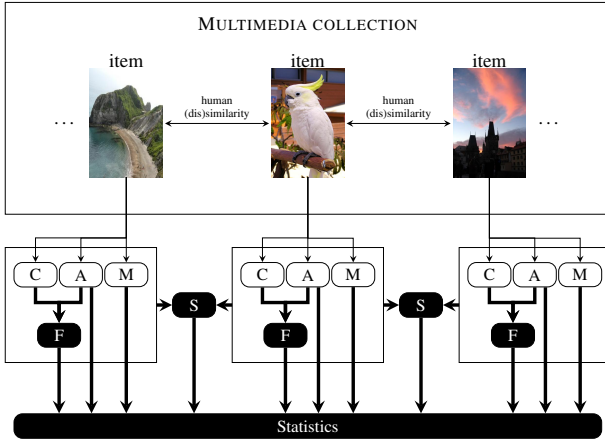 MULTIMEDIA COLLECTION
item item item
... human (dis)similarity human (dis)similarity ...
C A M C A M C A M
S S
F F F
Statistics